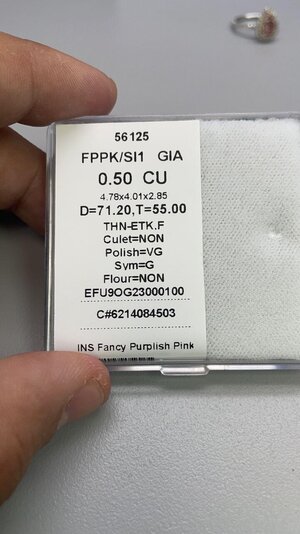 56125
FPPK/SI1 GIA
0.50 CU
4.78x4.01x2.85
D=71.20,T=55.00
THN-ETK.F
Culet=NON
Polish=VG
Sym=G
Flour=NON
EFU9OG23000100
C#6214084503
INS Fancy Purplish Pink